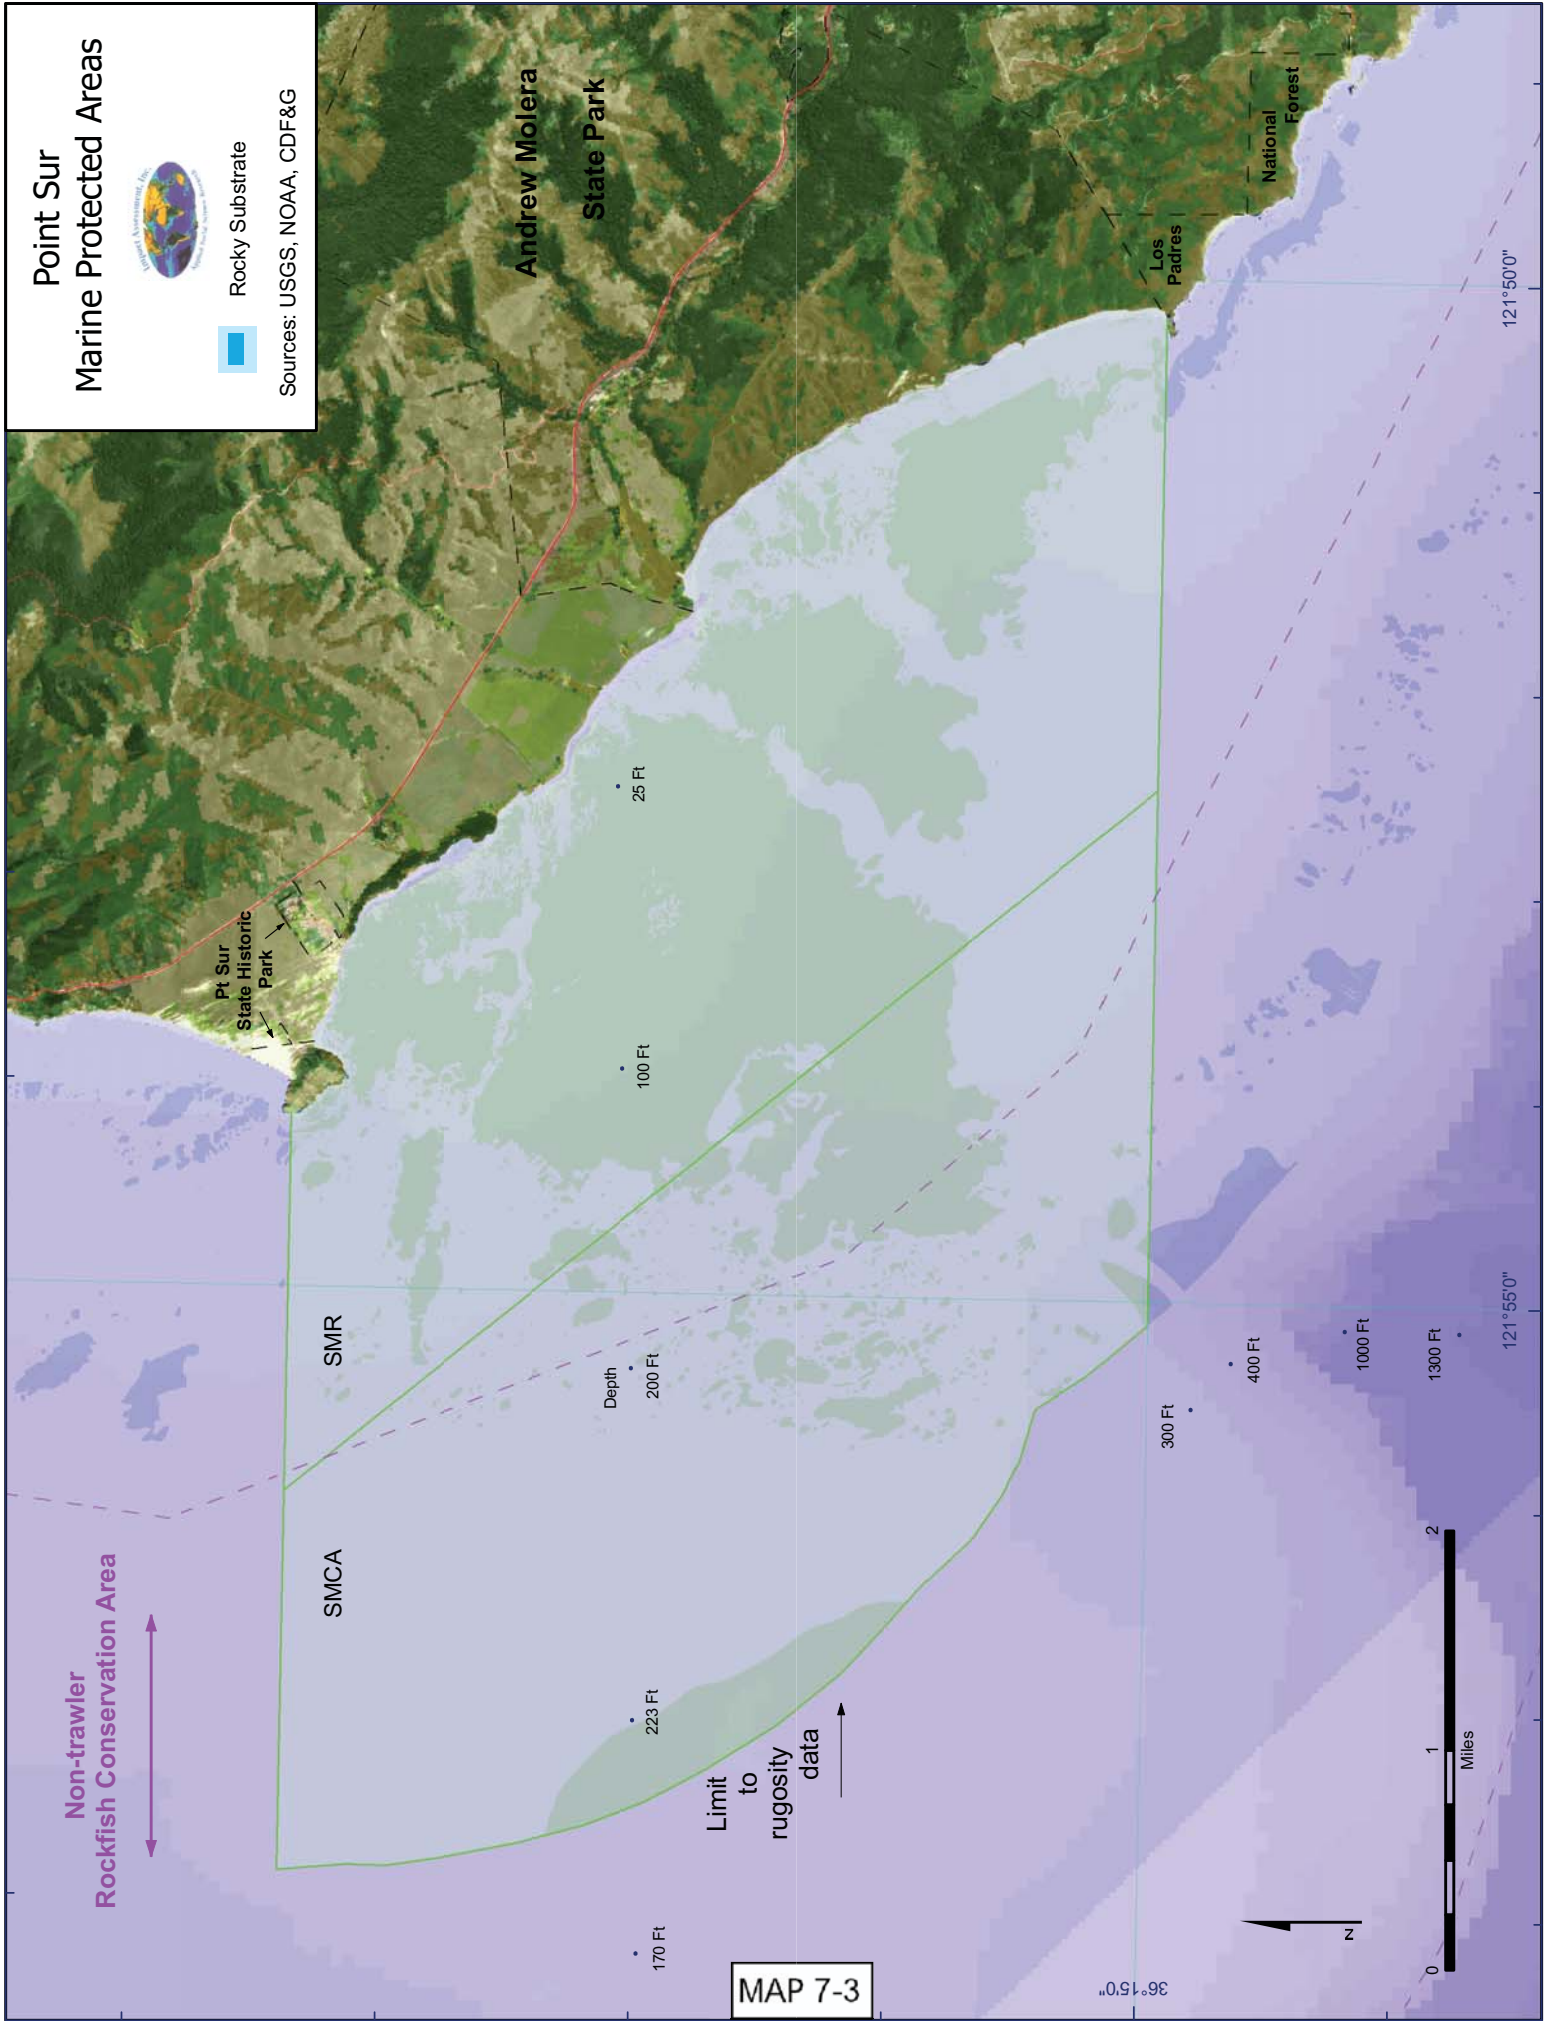 Point Sur
Marine Protected Areas
Impact Assessment, Inc.
Rocky Substrate
Sources: USGS, NOAA, CDF&G
Non-trawler
Rockfish Conservation Area
Andrew Molera
State Park
Pt Sur
State Historic
Park
Los
Padres
National
Forest
SMCA
SMR
25 Ft
100 Ft
Depth
200 Ft
223 Ft
170 Ft
300 Ft
400 Ft
1000 Ft
1300 Ft
Limit
to
rugosity
data
N
0 1 2
Miles
36°15'0"
121°55'0"
121°50'0"
MAP 7-3